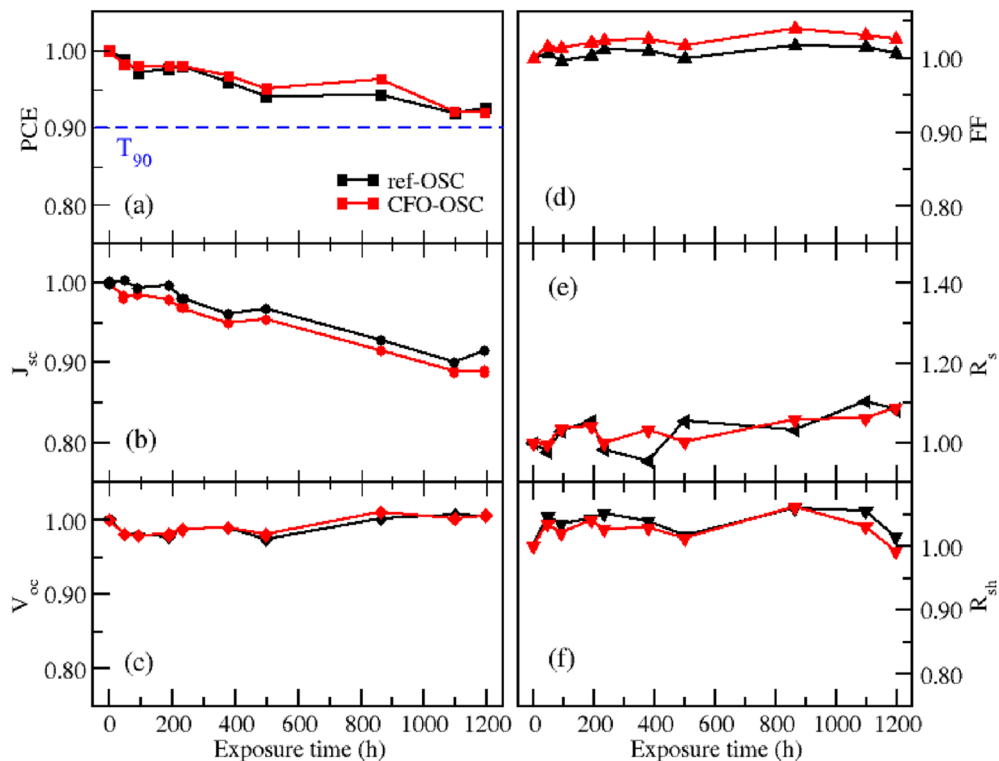 1.00
0.90
0.80
PCE
T90
ref-OSC
CFO-OSC
(a)
1.00
0.90
0.80
Jsc
(b)
1.00
0.90
0.80
Voc
(c)
0 200 400 600 800 1000 1200
Exposure time (h)
1.00
0.90
0.80
FF
(d)
1.40
1.20
1.00
Rs
(e)
1.00
0.90
0.80
Rsh
(f)
0 200 400 600 800 1000 1200
Exposure time (h)